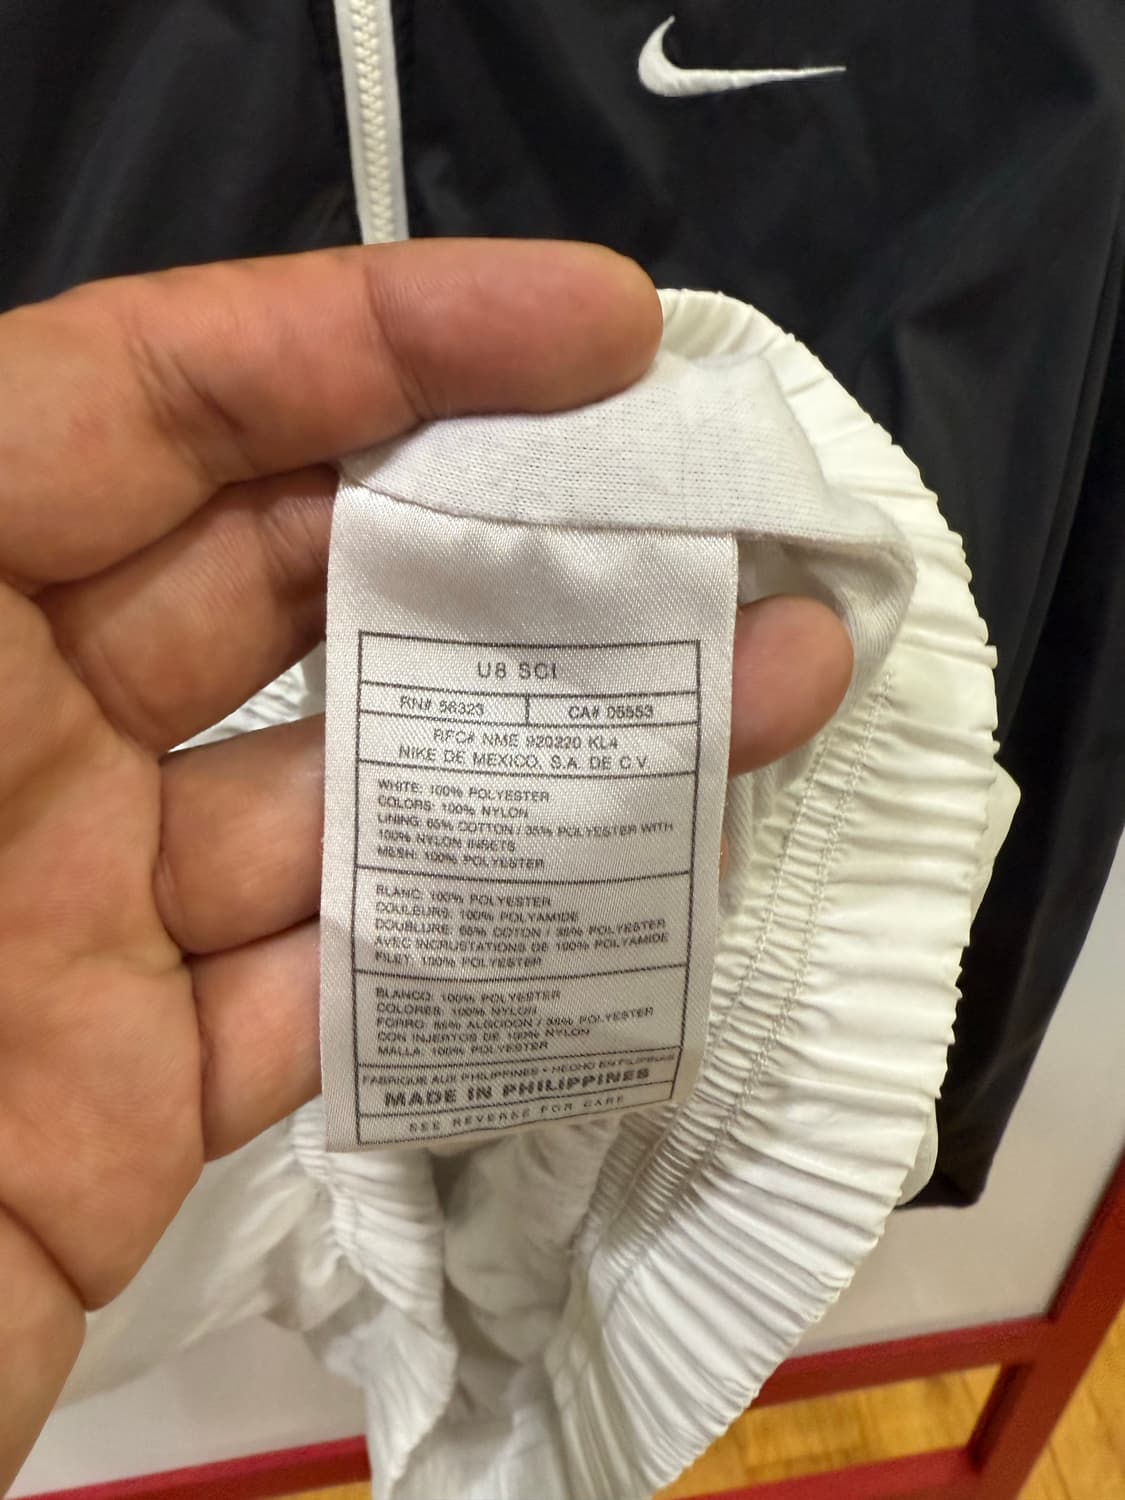 U8 SCI
RN# 56323 CA# 05553
RFC# NME 920220 KL4
NIKE DE MEXICO, S.A. DE C.V.
WHITE: 100% POLYESTER
COLORS: 100% NYLON
LINING: 65% COTTON / 35% POLYESTER WITH
100% NYLON INSETS
MESH: 100% POLYESTER
BLANC: 100% POLYESTER
COULEURS: 100% POLYAMIDE
DOUBLURE: 65% COTON / 35% POLYESTER
AVEC INCRUSTATIONS DE 100% POLYAMIDE
FILET: 100% POLYESTER
BLANCO: 100% POLYESTER
COLORES: 100% NYLON
FORRO: 65% ALGODON / 35% POLYESTER
CON INJERTOS DE 100% NYLON
MALLA: 100% POLYESTER
FABRIQUE AUX PHILIPPINES • HECHO EN FILIPINAS
MADE IN PHILIPPINES
SEE REVERSE FOR CARE